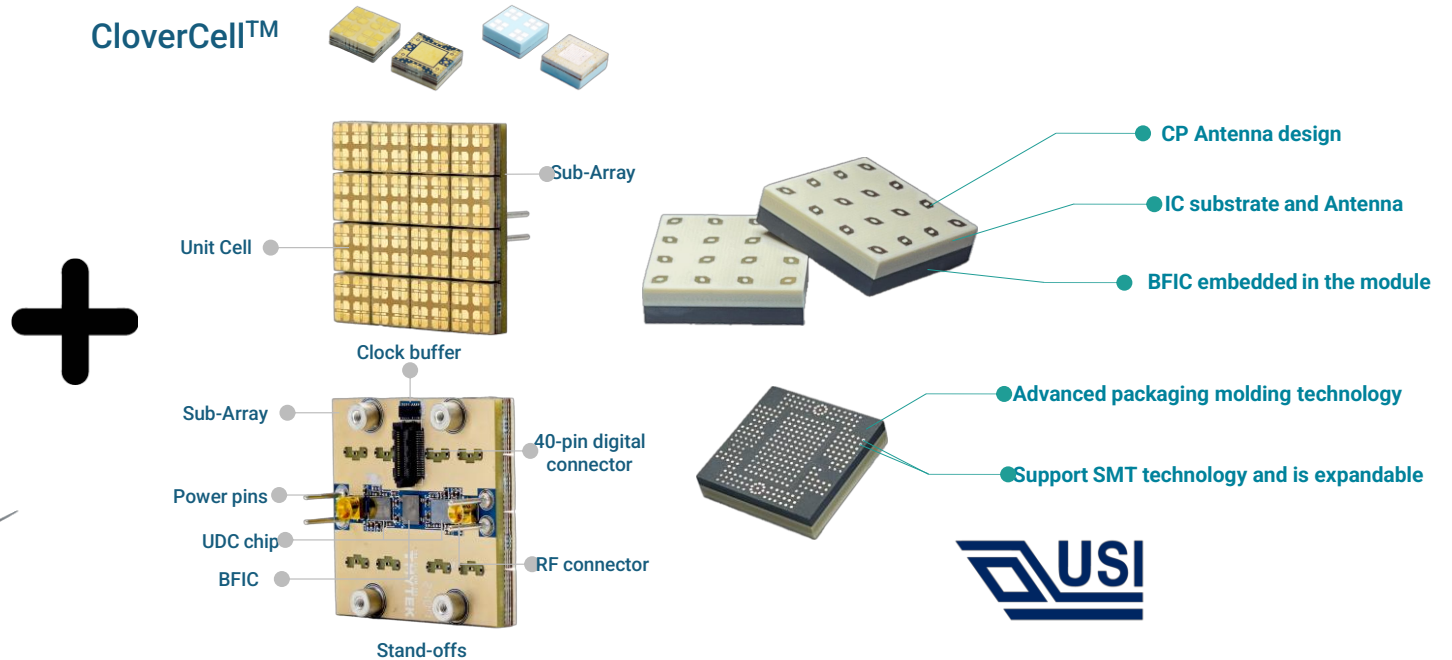 CloverCell™
Sub-Array
Unit Cell
Clock buffer
Sub-Array
40-pin digital
connector
Power pins
UDC chip
BFIC
RF connector
TMYTEK
Stand-offs
CP Antenna design
IC substrate and Antenna
BFIC embedded in the module
Advanced packaging molding technology
Support SMT technology and is expandable
USI